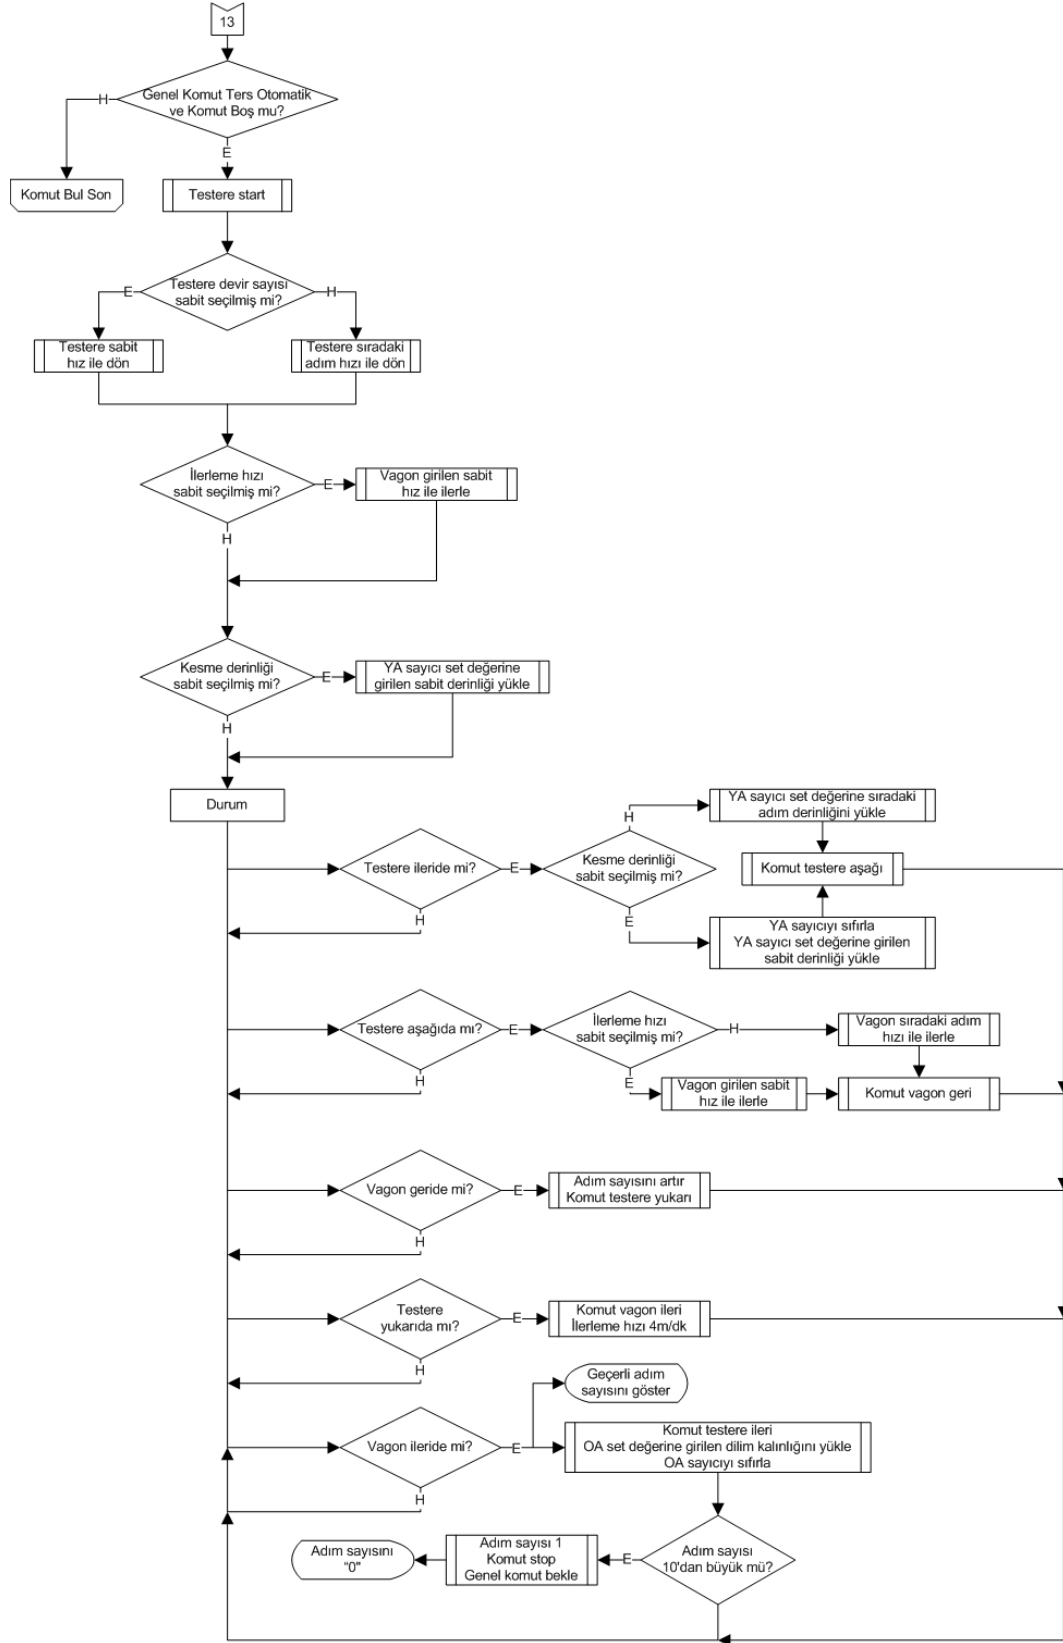 13
Genel Komut Ters Otomatik
ve Komut Boş mu?
H
E
Komut Bul Son
Testere start
Testere devir sayısı
sabit seçilmiş mi?
E
H
Testere sabit
hız ile dön
Testere sıradaki
adım hızı ile dön
İlerleme hızı
sabit seçilmiş mi?
E
Vagon girilen sabit
hız ile ilerle
H
Kesme derinliği
sabit seçilmiş mi?
E
YA sayıcı set değerine
girilen sabit derinliği yükle
H
Durum
YA sayıcı set değerine sıradaki
adım derinliğini yükle
H
Testere ileride mi?
E
Kesme derinliği
sabit seçilmiş mi?
Komut testere aşağı
H
E
YA sayıcıyı sıfırla
YA sayıcı set değerine girilen
sabit derinliği yükle
Testere aşağıda mı?
E
İlerleme hızı
sabit seçilmiş mi?
H
Vagon sıradaki adım
hızı ile ilerle
H
E
Vagon girilen sabit
hız ile ilerle
Komut vagon geri
Vagon geride mi?
E
Adım sayısını artır
Komut testere yukarı
H
Testere
yukarıda mı?
E
Komut vagon ileri
İlerleme hızı 4m/dk
H
Geçerli adım
sayısını göster
Vagon ileride mi?
E
Komut testere ileri
OA set değerine girilen dilim kalınlığını yükle
OA sayıcıyı sıfırla
H
Adım sayısını
"0"
Adım sayısı 1
Komut stop
Genel komut bekle
E
Adım sayısı
10'dan büyük mü?